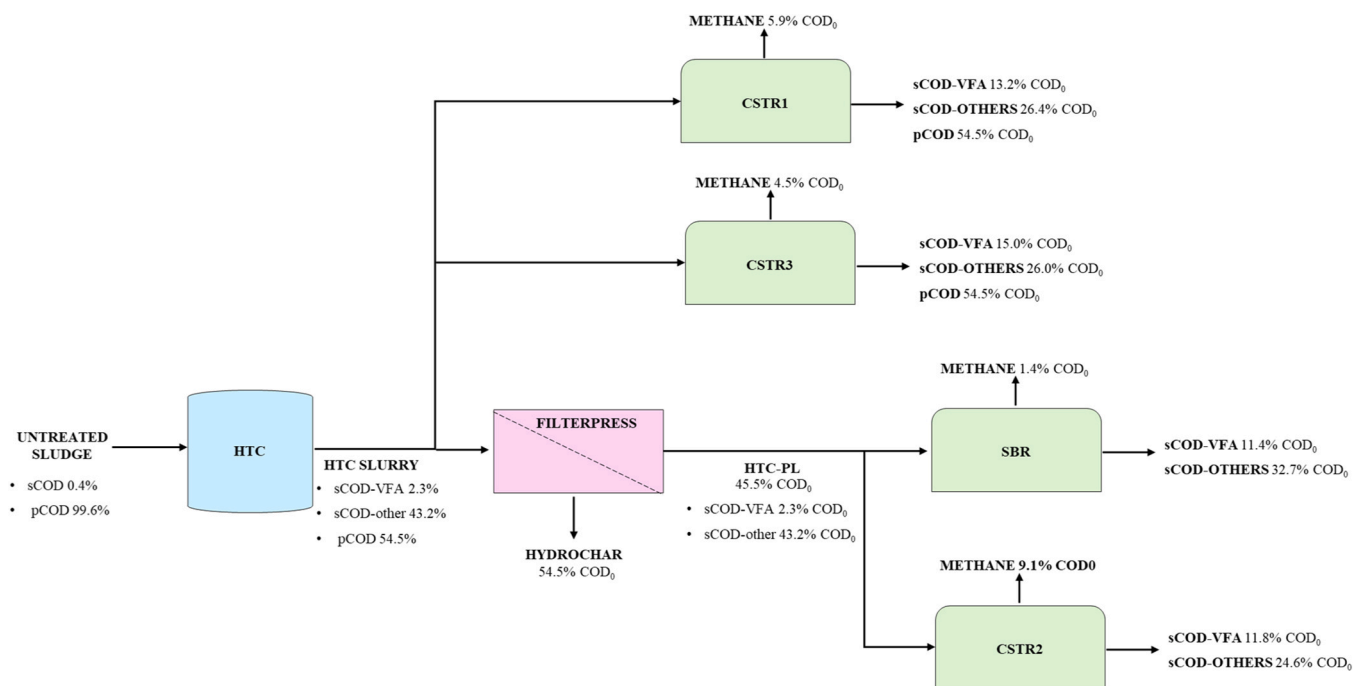 METHANE 5.9% COD₀
CSTR1
sCOD-VFA 13.2% COD₀
sCOD-OTHERS 26.4% COD₀
pCOD 54.5% COD₀
METHANE 4.5% COD₀
CSTR3
sCOD-VFA 15.0% COD₀
sCOD-OTHERS 26.0% COD₀
pCOD 54.5% COD₀
UNTREATED
SLUDGE
• sCOD 0.4%
• pCOD 99.6%
HTC
HTC SLURRY
• sCOD-VFA 2.3%
• sCOD-other 43.2%
• pCOD 54.5%
FILTERPRESS
HYDROCHAR
54.5% COD₀
HTC-PL
45.5% COD₀
• sCOD-VFA 2.3% COD₀
• sCOD-other 43.2% COD₀
METHANE 1.4% COD₀
SBR
sCOD-VFA 11.4% COD₀
sCOD-OTHERS 32.7% COD₀
METHANE 9.1% COD0
CSTR2
sCOD-VFA 11.8% COD₀
sCOD-OTHERS 24.6% COD₀